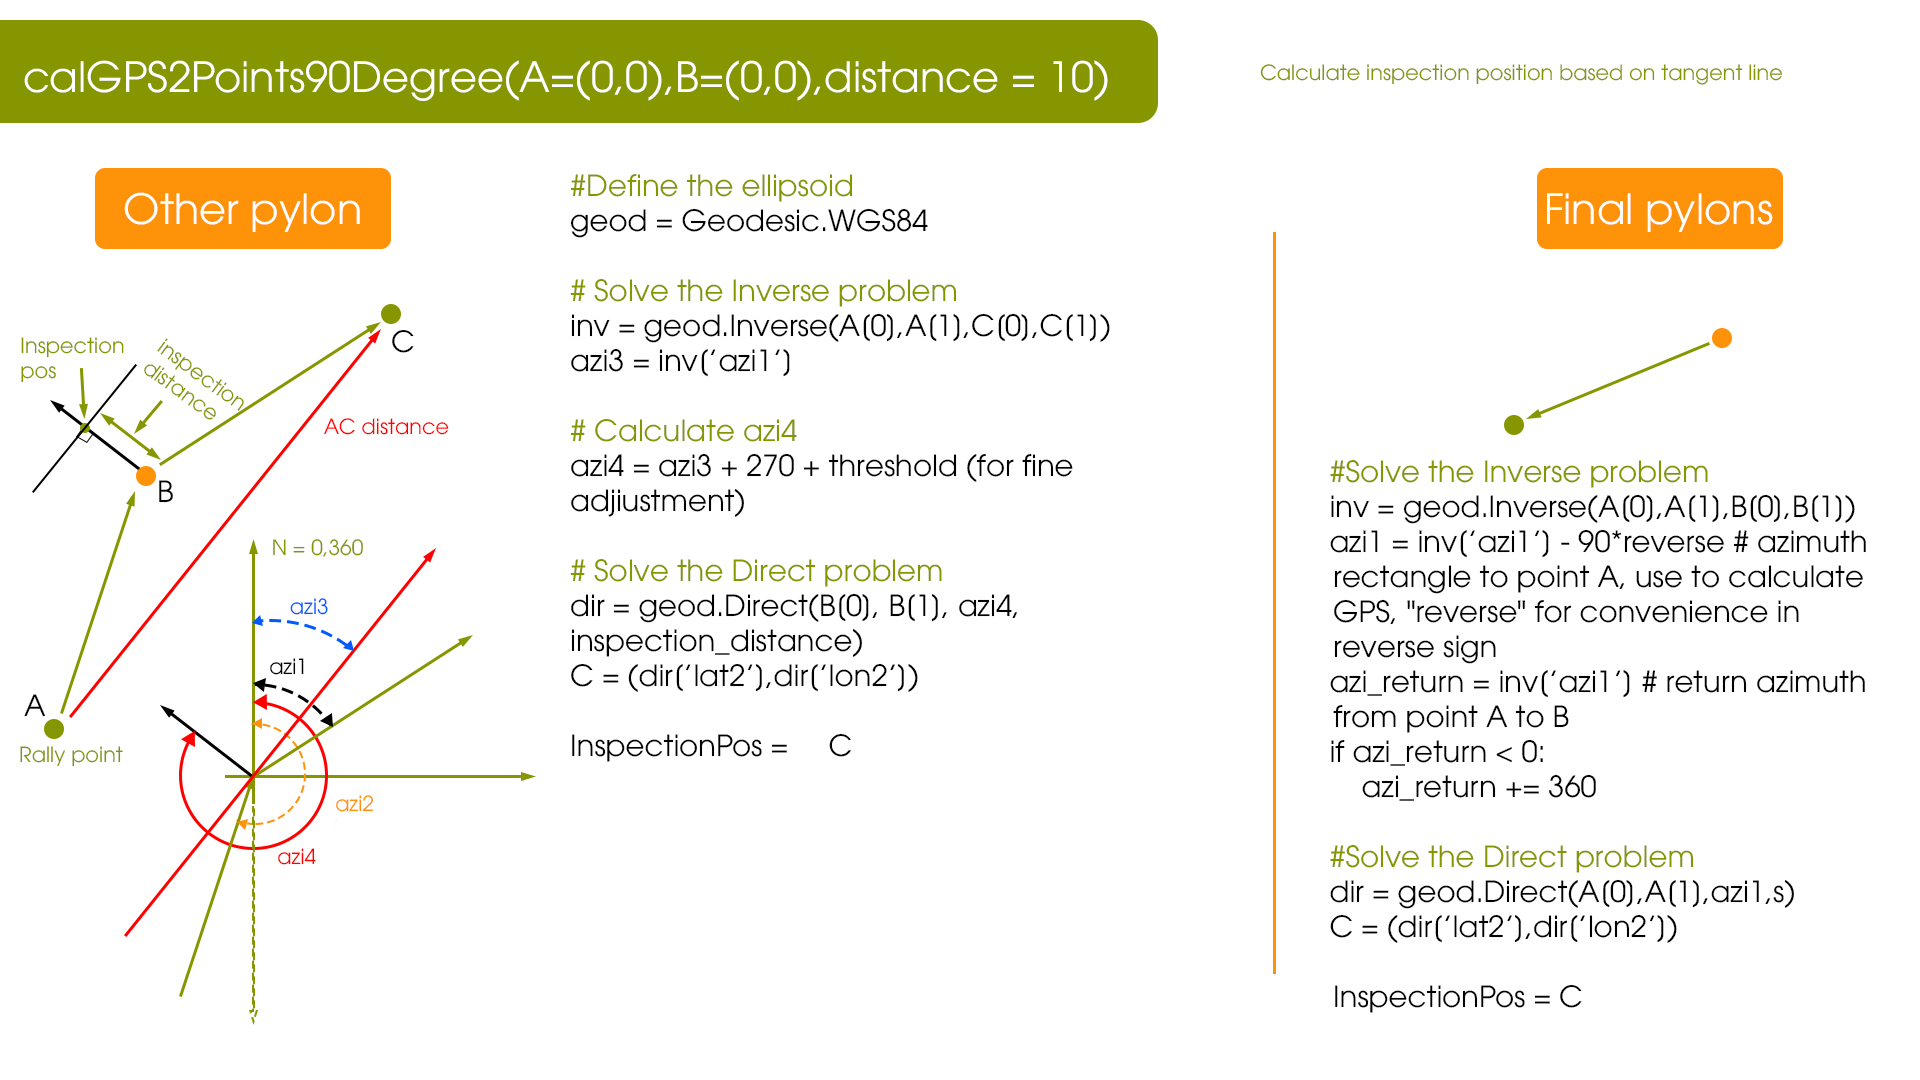 calGPS2Points90Degree(A=(0,0),B=(0,0),distance = 10)
Calculate inspection position based on tangent line
Other pylon
Inspection
pos
inspection
distance
C
AC distance
B
N = 0,360
azi3
azi1
A
Rally point
azi2
azi4
#Define the ellipsoid
geod = Geodesic.WGS84
# Solve the Inverse problem
inv = geod.Inverse(A[0],A[1],C[0],C[1])
azi3 = inv['azi1']
# Calculate azi4
azi4 = azi3 + 270 + threshold (for fine
adjiustment)
# Solve the Direct problem
dir = geod.Direct(B[0], B[1], azi4,
inspection_distance)
C = (dir['lat2'],dir['lon2'])
InspectionPos = C
Final pylons
#Solve the Inverse problem
inv = geod.Inverse(A[0],A[1],B[0],B[1])
azi1 = inv['azi1'] - 90*reverse # azimuth
rectangle to point A, use to calculate
GPS, "reverse" for convenience in
reverse sign
azi_return = inv['azi1'] # return azimuth
from point A to B
if azi_return < 0:
azi_return += 360
#Solve the Direct problem
dir = geod.Direct(A[0],A[1],azi1,s)
C = (dir['lat2'],dir['lon2'])
InspectionPos = C